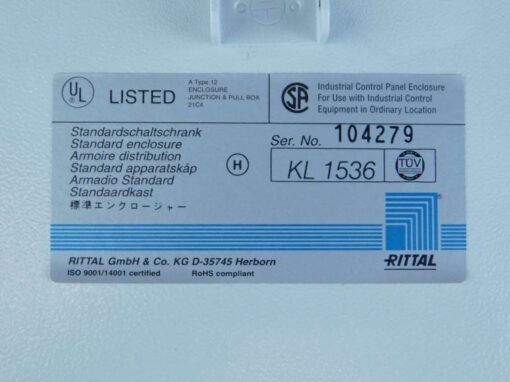 UL
LISTED
A Type 12
ENCLOSURE
JUNCTION & PULL BOX
21C4
SA
Industrial Control Panel Enclosure
For Use with Industrial Control
Equipment in Ordinary Location
Standardschaltschrank
Standard enclosure
Armoire distribution
Standard apparatskåp
Armadio Standard
Standaardkast
標準エンクロージャー
H
Ser. No. 104279
KL 1536
TÜV
RITTAL GmbH & Co. KG D-35745 Herborn
ISO 9001/14001 certified RoHS compliant
RITTAL